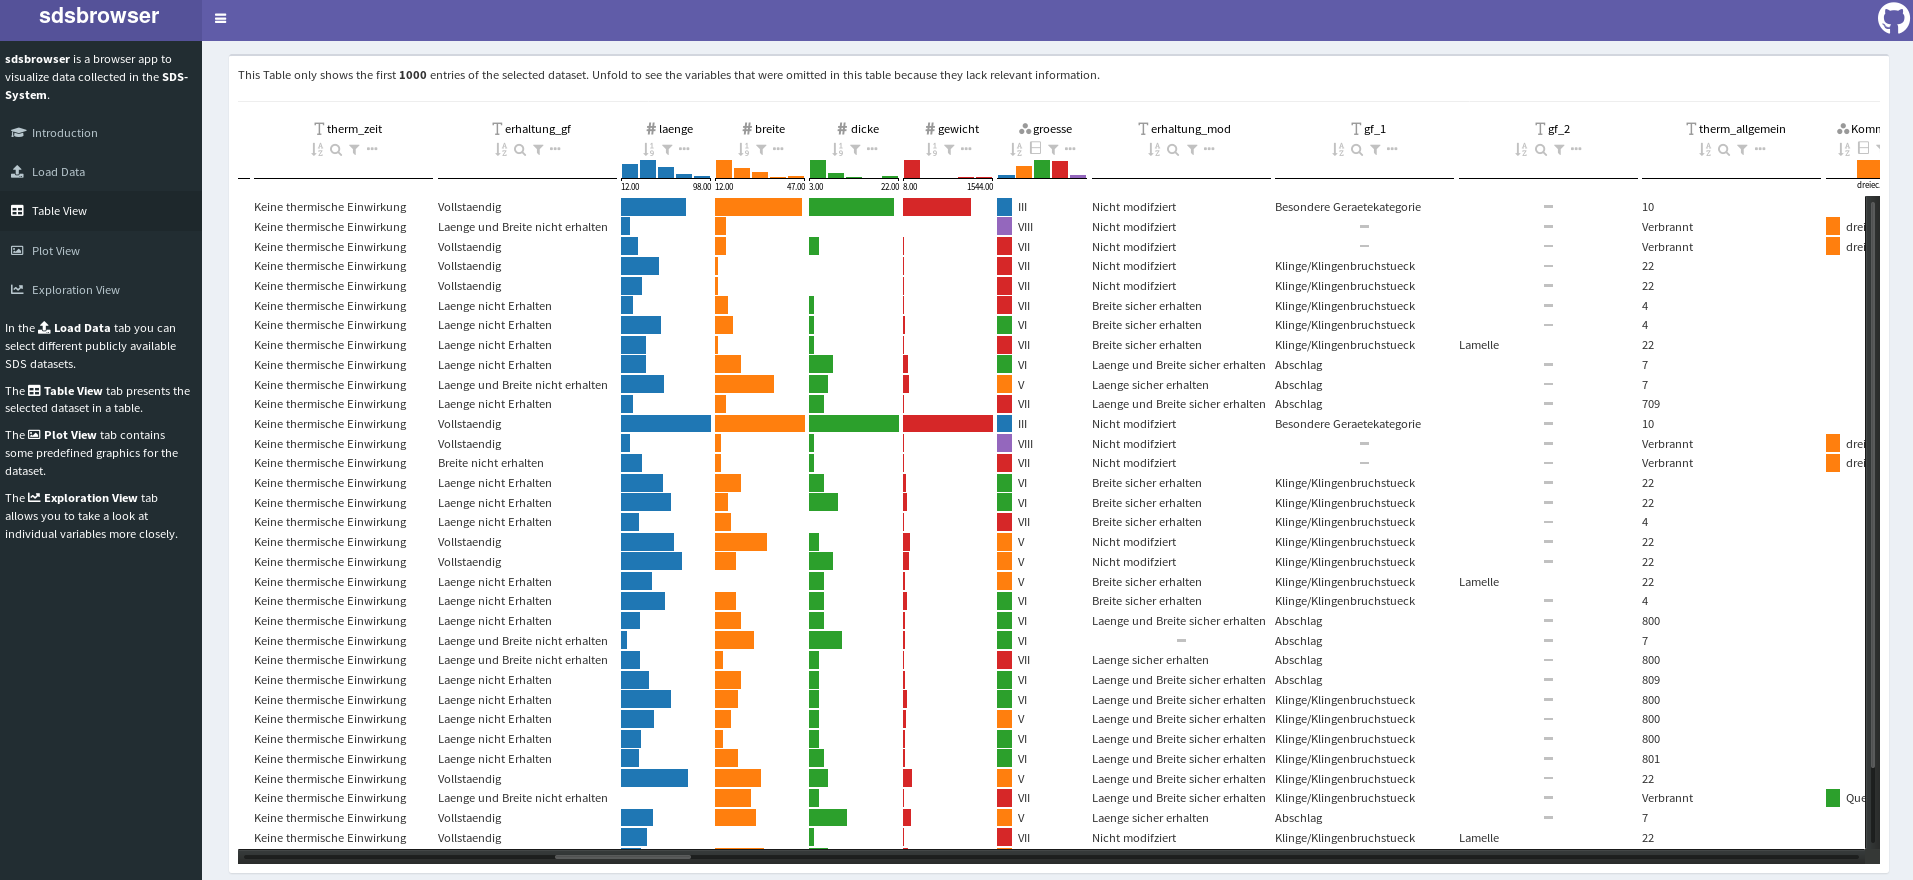 sdsbrowser
sdsbrowser is a browser app to
visualize data collected in the SDS-
System.
Introduction
Load Data
Table View
Plot View
Exploration View
In the Load Data tab you can
select different publicly available
SDS datasets.
The Table View tab presents the
selected dataset in a table.
The Plot View tab contains
some predefined graphics for the
dataset.
The Exploration View tab
allows you to take a look at
individual variables more closely.
This Table only shows the first 1000 entries of the selected dataset. Unfold to see the variables that were omitted in this table because they lack relevant information.
therm_zeit erhaltung_gf # laenge # breite # dicke # gewicht groesse erhaltung_mod gf_1 gf_2 therm_allgemein Komm
12.00 98.00 12.00 47.00 3.00 22.00 8.00 1544.00 dreiec
Keine thermische Einwirkung Vollstaendig III Nicht modifziert Besondere Geraetekategorie – 10
Keine thermische Einwirkung Laenge und Breite nicht erhalten VIII Nicht modifziert – – Verbrannt drei
Keine thermische Einwirkung Vollstaendig VII Nicht modifziert – – Verbrannt drei
Keine thermische Einwirkung Vollstaendig VII Nicht modifziert Klinge/Klingenbruchstueck – 22
Keine thermische Einwirkung Vollstaendig VII Nicht modifziert Klinge/Klingenbruchstueck – 22
Keine thermische Einwirkung Laenge nicht Erhalten VII Breite sicher erhalten Klinge/Klingenbruchstueck – 4
Keine thermische Einwirkung Laenge nicht Erhalten VI Breite sicher erhalten Klinge/Klingenbruchstueck – 4
Keine thermische Einwirkung Laenge nicht Erhalten VII Breite sicher erhalten Klinge/Klingenbruchstueck Lamelle 22
Keine thermische Einwirkung Laenge nicht Erhalten VI Laenge und Breite sicher erhalten Abschlag – 7
Keine thermische Einwirkung Laenge und Breite nicht erhalten V Laenge sicher erhalten Abschlag – 7
Keine thermische Einwirkung Laenge nicht Erhalten VII Laenge und Breite sicher erhalten Abschlag – 709
Keine thermische Einwirkung Vollstaendig III Nicht modifziert Besondere Geraetekategorie – 10
Keine thermische Einwirkung Vollstaendig VIII Nicht modifziert – – Verbrannt drei
Keine thermische Einwirkung Breite nicht erhalten VII Nicht modifziert – – Verbrannt drei
Keine thermische Einwirkung Laenge nicht Erhalten VI Breite sicher erhalten Klinge/Klingenbruchstueck – 22
Keine thermische Einwirkung Laenge nicht Erhalten VI Breite sicher erhalten Klinge/Klingenbruchstueck – 22
Keine thermische Einwirkung Laenge nicht Erhalten VII Breite sicher erhalten Klinge/Klingenbruchstueck – 4
Keine thermische Einwirkung Vollstaendig V Nicht modifziert Klinge/Klingenbruchstueck – 22
Keine thermische Einwirkung Vollstaendig V Nicht modifziert Klinge/Klingenbruchstueck – 22
Keine thermische Einwirkung Laenge nicht Erhalten V Breite sicher erhalten Klinge/Klingenbruchstueck Lamelle 22
Keine thermische Einwirkung Laenge nicht Erhalten VI Breite sicher erhalten Klinge/Klingenbruchstueck – 4
Keine thermische Einwirkung Laenge nicht Erhalten VI Laenge und Breite sicher erhalten Abschlag – 800
Keine thermische Einwirkung Laenge und Breite nicht erhalten VI – Abschlag – 7
Keine thermische Einwirkung Laenge und Breite nicht erhalten VII Laenge sicher erhalten Abschlag – 800
Keine thermische Einwirkung Laenge nicht Erhalten VI Laenge und Breite sicher erhalten Abschlag – 809
Keine thermische Einwirkung Laenge nicht Erhalten VI Laenge und Breite sicher erhalten Klinge/Klingenbruchstueck – 800
Keine thermische Einwirkung Laenge nicht Erhalten V Laenge und Breite sicher erhalten Klinge/Klingenbruchstueck – 800
Keine thermische Einwirkung Laenge nicht Erhalten VI Laenge und Breite sicher erhalten Klinge/Klingenbruchstueck – 800
Keine thermische Einwirkung Laenge nicht Erhalten VI Laenge und Breite sicher erhalten Klinge/Klingenbruchstueck – 801
Keine thermische Einwirkung Vollstaendig V Laenge und Breite sicher erhalten Klinge/Klingenbruchstueck – 22
Keine thermische Einwirkung Laenge und Breite nicht erhalten VII Laenge und Breite sicher erhalten Klinge/Klingenbruchstueck – Verbrannt Que
Keine thermische Einwirkung Vollstaendig V Laenge sicher erhalten Abschlag – 7
Keine thermische Einwirkung Vollstaendig VII Nicht modifziert Klinge/Klingenbruchstueck Lamelle 22